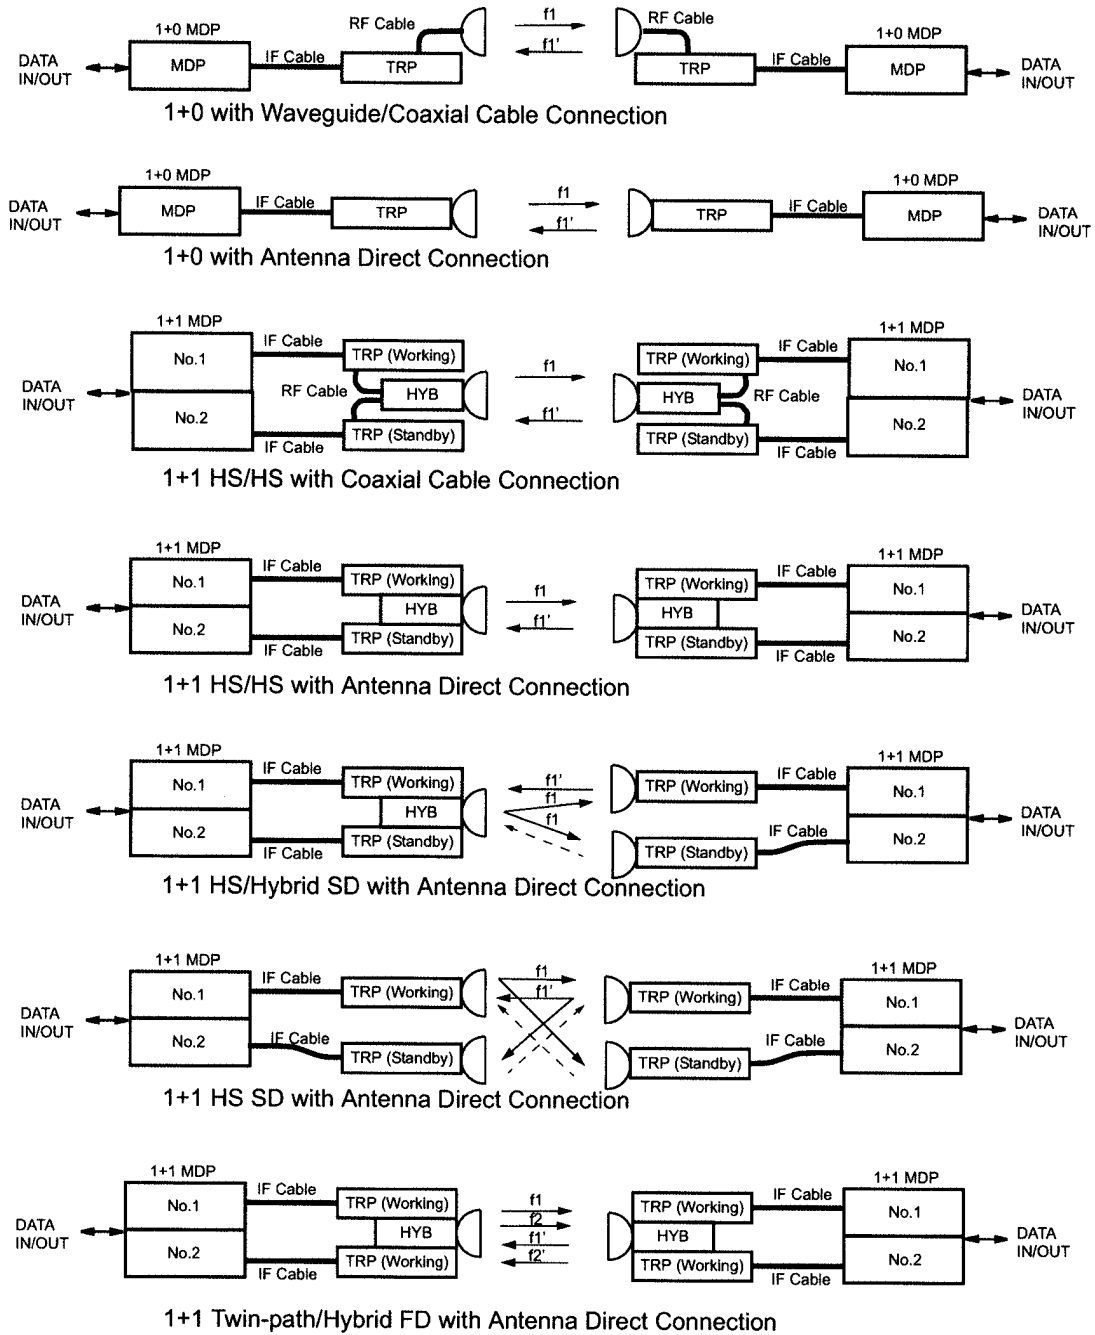 RF Cable f1 RF Cable
1+0 MDP f1' 1+0 MDP
DATA IN/OUT MDP IF Cable TRP TRP IF Cable MDP DATA IN/OUT
1+0 with Waveguide/Coaxial Cable Connection
1+0 MDP f1 1+0 MDP
DATA IN/OUT MDP IF Cable TRP f1' TRP IF Cable MDP DATA IN/OUT
1+0 with Antenna Direct Connection
1+1 MDP 1+1 MDP
No.1 IF Cable TRP (Working) TRP (Working) IF Cable No.1
DATA IN/OUT RF Cable HYB f1 f1' HYB RF Cable DATA IN/OUT
No.2 IF Cable TRP (Standby) TRP (Standby) IF Cable No.2
1+1 HS/HS with Coaxial Cable Connection
1+1 MDP 1+1 MDP
No.1 IF Cable TRP (Working) TRP (Working) IF Cable No.1
DATA IN/OUT HYB f1 f1' HYB DATA IN/OUT
No.2 IF Cable TRP (Standby) TRP (Standby) IF Cable No.2
1+1 HS/HS with Antenna Direct Connection
1+1 MDP 1+1 MDP
No.1 IF Cable TRP (Working) f1' TRP (Working) IF Cable No.1
DATA IN/OUT HYB f1 f1 DATA IN/OUT
No.2 IF Cable TRP (Standby) TRP (Standby) IF Cable No.2
1+1 HS/Hybrid SD with Antenna Direct Connection
1+1 MDP 1+1 MDP
No.1 IF Cable TRP (Working) f1 f1' TRP (Working) IF Cable No.1
DATA IN/OUT DATA IN/OUT
No.2 IF Cable TRP (Standby) TRP (Standby) IF Cable No.2
1+1 HS SD with Antenna Direct Connection
1+1 MDP 1+1 MDP
No.1 IF Cable TRP (Working) f1 TRP (Working) IF Cable No.1
DATA IN/OUT HYB f2 f1' HYB DATA IN/OUT
No.2 IF Cable TRP (Working) f2' TRP (Working) IF Cable No.2
1+1 Twin-path/Hybrid FD with Antenna Direct Connection